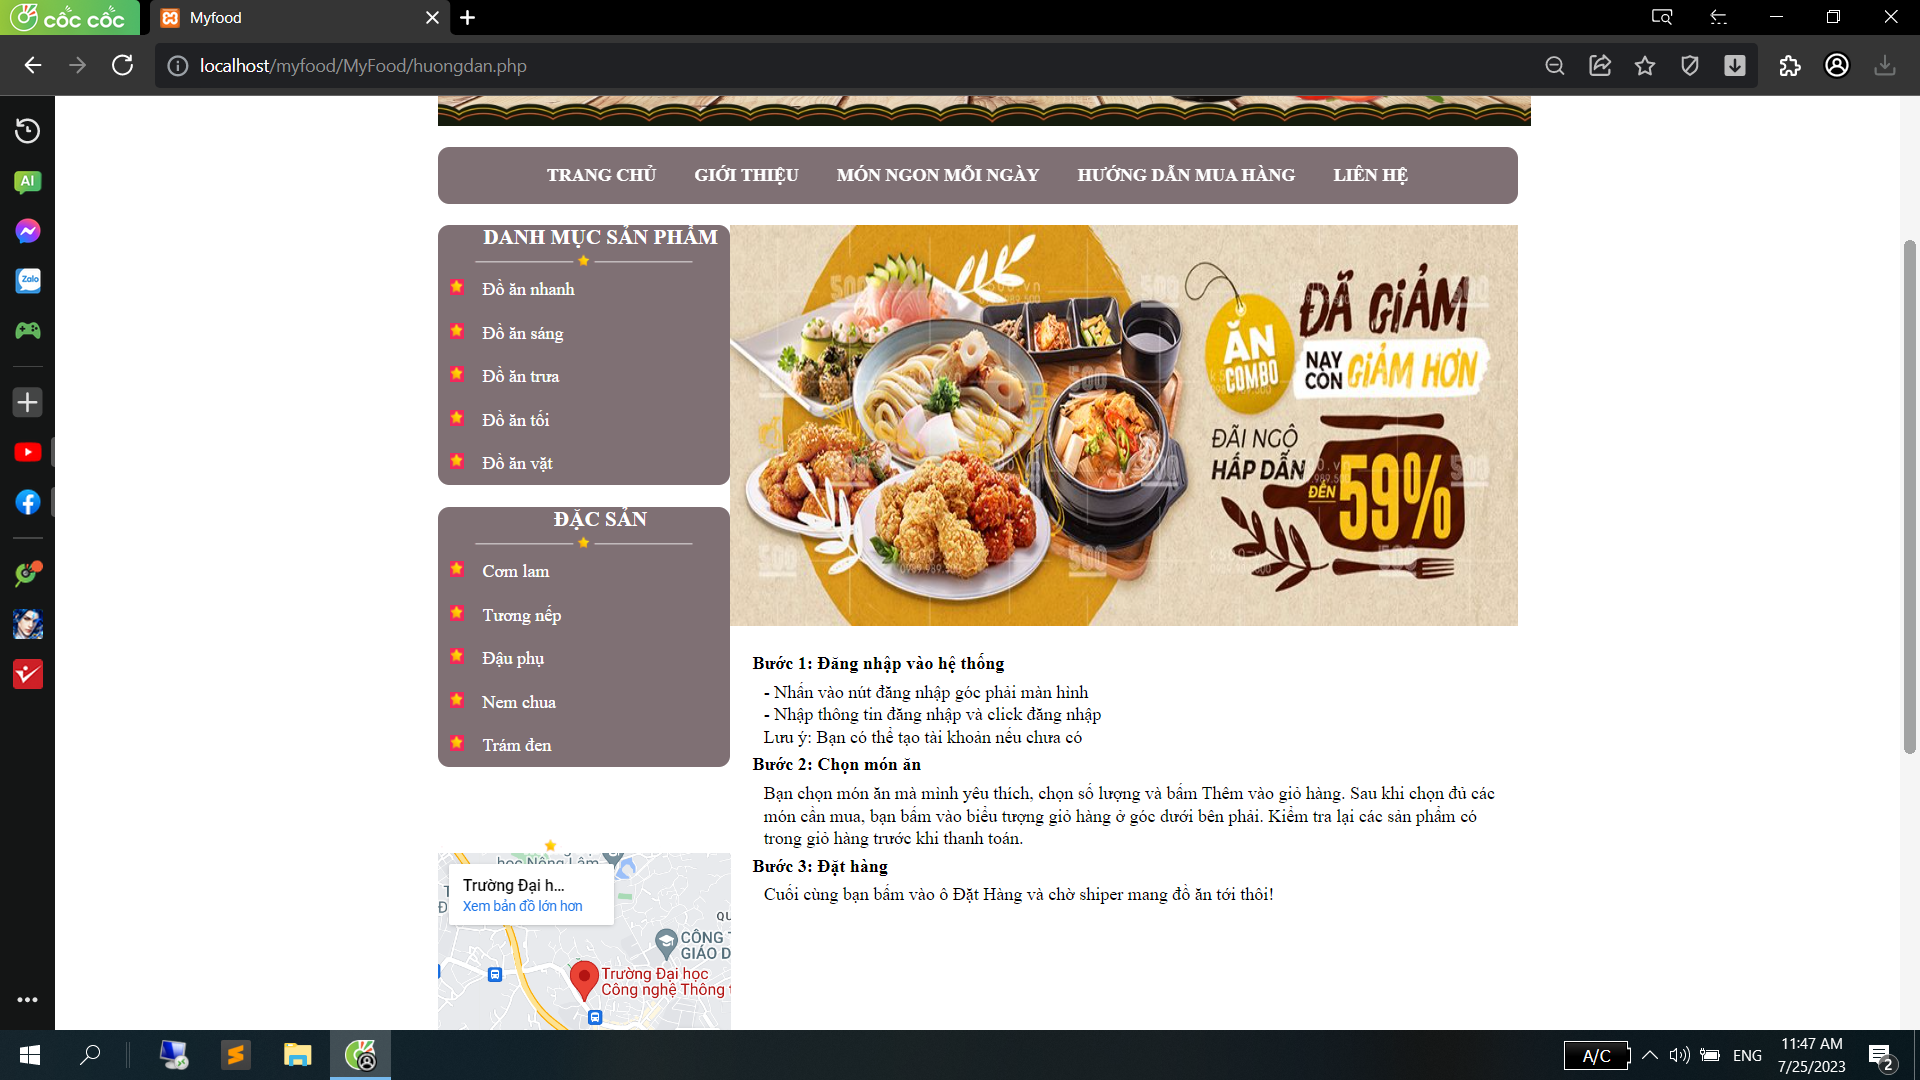 cốc cốc
Myfood
localhost/myfood/MyFood/huongdan.php
AI
Zalo
TRANG CHỦ GIỚI THIỆU MÓN NGON MỖI NGÀY HƯỚNG DẪN MUA HÀNG LIÊN HỆ
DANH MỤC SẢN PHẨM
Đồ ăn nhanh
Đồ ăn sáng
Đồ ăn trưa
Đồ ăn tối
Đồ ăn vặt
ĐẶC SẢN
Cơm lam
Tương nếp
Đậu phụ
Nem chua
Trám đen
ĂN
COMBO
ĐÃ GIẢM
NAY
CÒN GIẢM HƠN
ĐÃI NGỘ
HẤP DẪN
ĐẾN 59%
Bước 1: Đăng nhập vào hệ thống
- Nhấn vào nút đăng nhập góc phải màn hình
- Nhập thông tin đăng nhập và click đăng nhập
Lưu ý: Bạn có thể tạo tài khoản nếu chưa có
Bước 2: Chọn món ăn
Bạn chọn món ăn mà mình yêu thích, chọn số lượng và bấm Thêm vào giỏ hàng. Sau khi chọn đủ các
món cần mua, bạn bấm vào biểu tượng giỏ hàng ở góc dưới bên phải. Kiểm tra lại các sản phẩm có
trong giỏ hàng trước khi thanh toán.
Bước 3: Đặt hàng
Cuối cùng bạn bấm vào ô Đặt Hàng và chờ shiper mang đồ ăn tới thôi!
học Nông Lâm
Trường Đại h...
Xem bản đồ lớn hơn
QU
CÔNG T
GIÁO D
Trường Đại học
Công nghệ Thông t
A/C
ENG
11:47 AM
7/25/2023
2